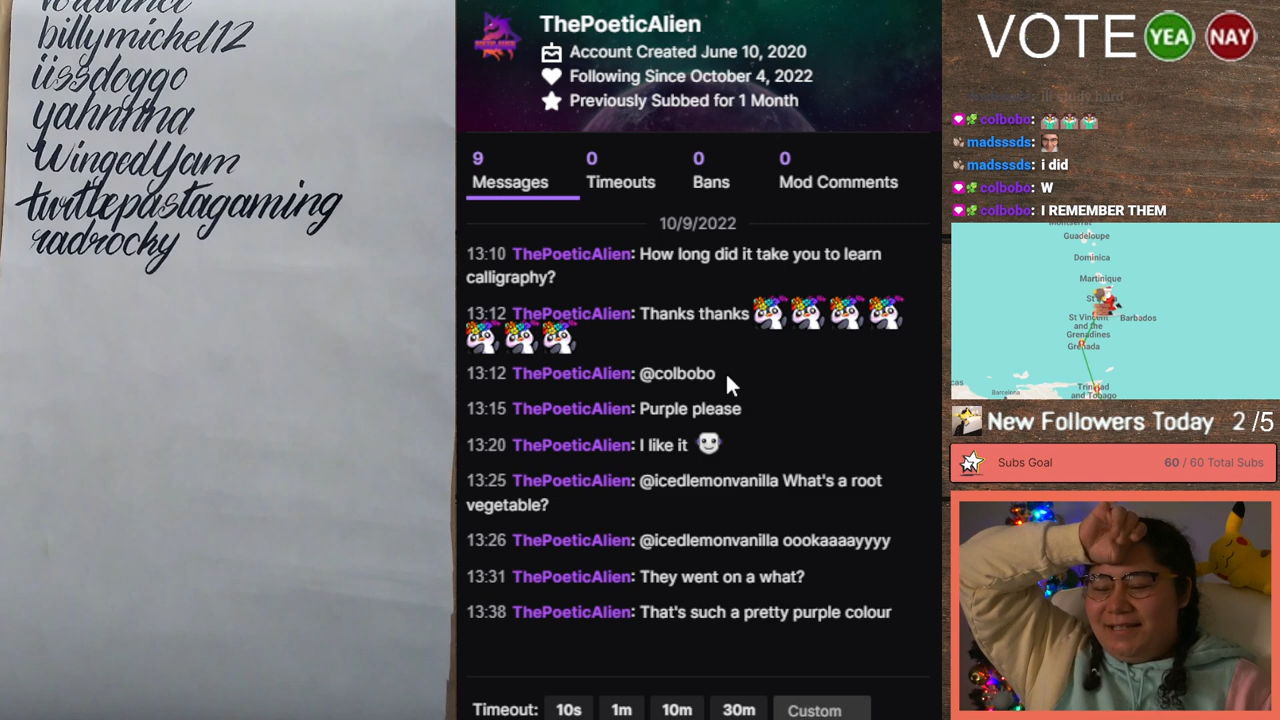 billymichel12
iissdoggo
yahnnna
WingedYam
turtlepastagaming
radrocky
ThePoeticAlien
Account Created June 10, 2020
Following Since October 4, 2022
Previously Subbed for 1 Month
9
Messages
0
Timeouts
0
Bans
0
Mod Comments
10/9/2022
13:10 ThePoeticAlien: How long did it take you to learn
calligraphy?
13:12 ThePoeticAlien: Thanks thanks
13:12 ThePoeticAlien: @colbobo
13:15 ThePoeticAlien: Purple please
13:20 ThePoeticAlien: I like it
13:25 ThePoeticAlien: @icedlemonvanilla What's a root
vegetable?
13:26 ThePoeticAlien: @icedlemonvanilla oookaaaayyyy
13:31 ThePoeticAlien: They went on a what?
13:38 ThePoeticAlien: That's such a pretty purple colour
Timeout: 10s 1m 10m 30m Custom
VOTE YEA NAY
ill study hard
colbobo:
madsssds:
madsssds: i did
colbobo: W
colbobo: I REMEMBER THEM
Montserrat
Guadeloupe
Dominica
Martinique
St Vincent
and the
Grenadines
Barbados
Grenada
Barcelona
Trinidad
and Tobago
New Followers Today 2 /5
Subs Goal 60 / 60 Total Subs